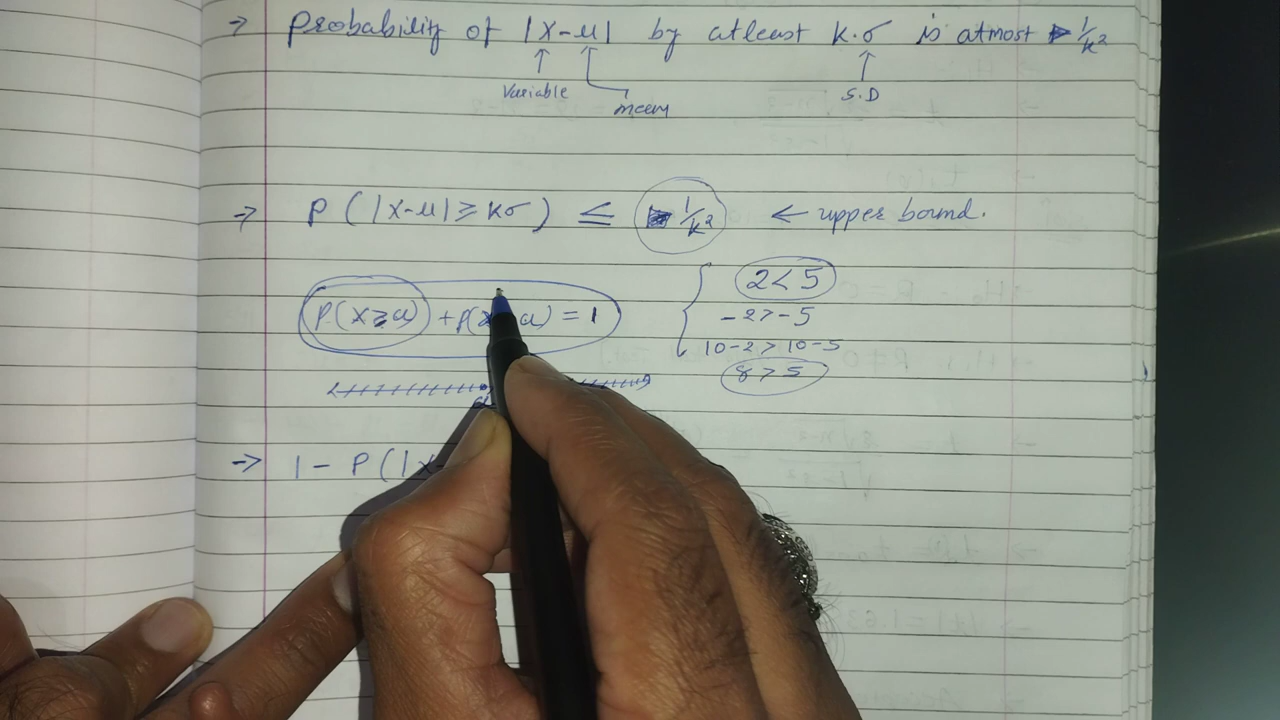 → Probability of |X-μ| by atleast k.σ is atmost 1/k²
↑ ↑ ↑
Variable mean S.D
→ P (|X-μ| ≥ kσ) ≤ 1/k² ← upper bound.
2 < 5
P(X≥a) + P(X a) = 1
-2 > -5
10-2 > 10-5
8 > 5
a
→ 1 - P(|X-